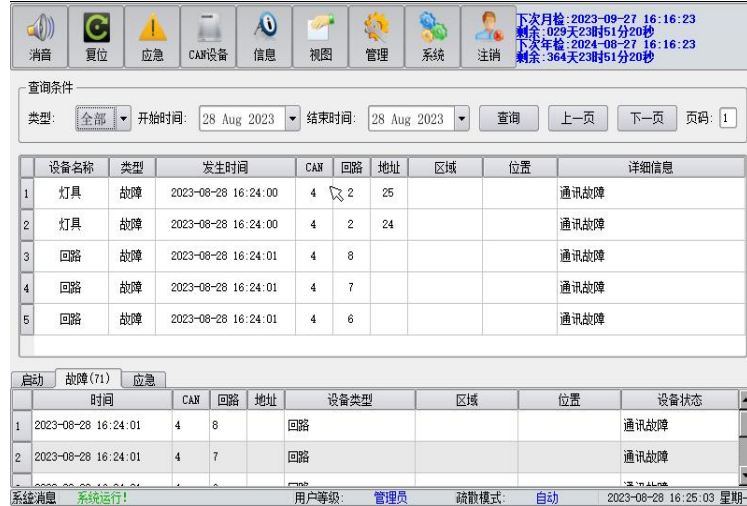 下次月检:2023-09-27 16:16:23
剩余:029天23时51分20秒
下次年检:2024-08-27 16:16:23
剩余:364天23时51分20秒
消音 复位 应急 CAN设备 信息 视图 管理 系统 注销
查询条件
类型: 全部 开始时间: 28 Aug 2023 结束时间: 28 Aug 2023 查询 上一页 下一页 页码: 1
设备名称 类型 发生时间 CAN 回路 地址 区域 位置 详细信息
1 灯具 故障 2023-08-28 16:24:00 4 2 25 通讯故障
2 灯具 故障 2023-08-28 16:24:00 4 2 24 通讯故障
3 回路 故障 2023-08-28 16:24:01 4 8 通讯故障
4 回路 故障 2023-08-28 16:24:01 4 7 通讯故障
5 回路 故障 2023-08-28 16:24:01 4 6 通讯故障
启动 故障(71) 应急
时间 CAN 回路 地址 设备类型 区域 位置 设备状态
1 2023-08-28 16:24:01 4 8 回路 通讯故障
2 2023-08-28 16:24:01 4 7 回路 通讯故障
系统消息 系统运行! 用户等级: 管理员 疏散模式: 自动 2023-08-28 16:25:03 星期一